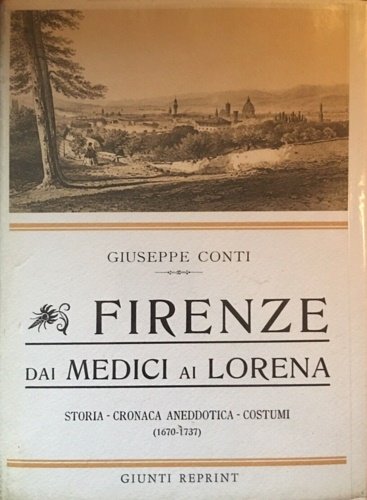 GIUSEPPE CONTI
FIRENZE
DAI MEDICI AI LORENA
STORIA - CRONACA ANEDDOTICA - COSTUMI
(1670-1737)
GIUNTI REPRINT